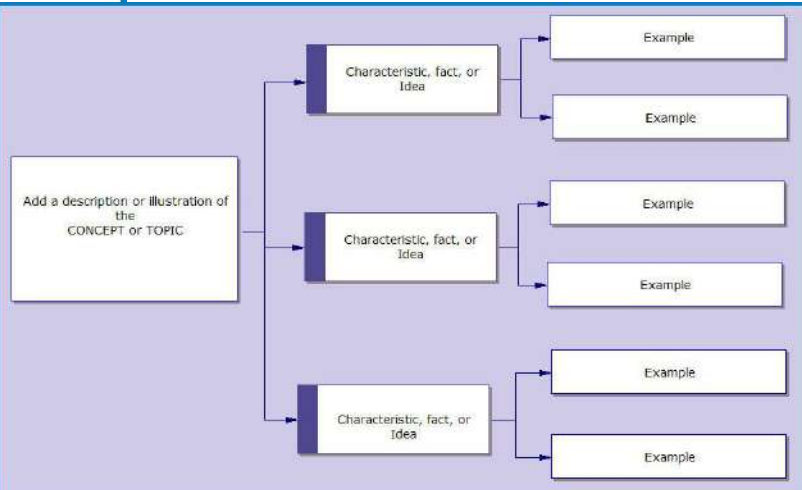 Add a description or illustration of
the
CONCEPT or TOPIC
Characteristic, fact, or
Idea
Example
Example
Characteristic, fact, or
Idea
Example
Example
Characteristic, fact, or
Idea
Example
Example